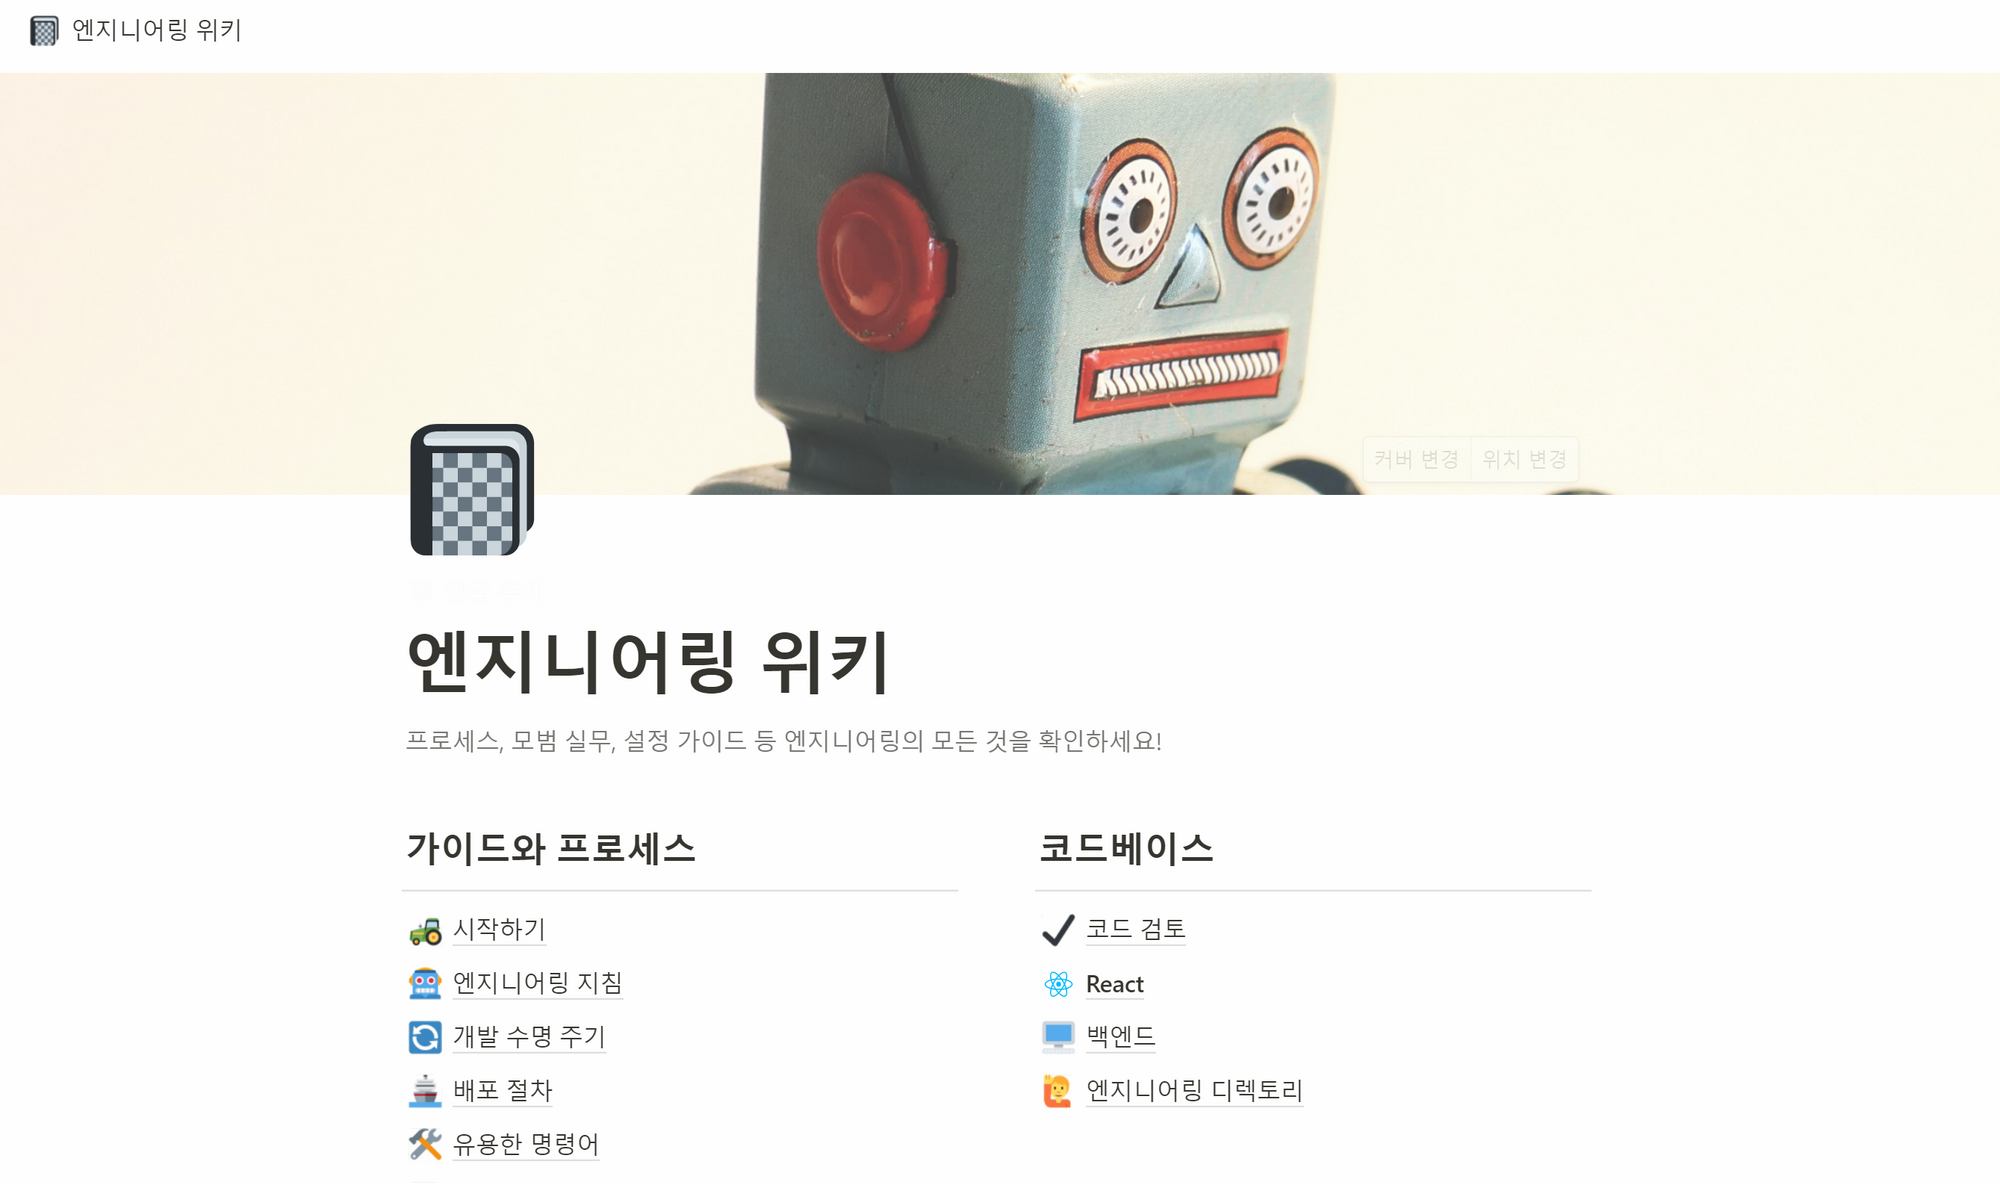 엔지니어링 위키
커버 변경 위치 변경
엔지니어링 위키
프로세스, 모범 실무, 설정 가이드 등 엔지니어링의 모든 것을 확인하세요!
가이드와 프로세스
시작하기
엔지니어링 지침
개발 수명 주기
배포 절차
유용한 명령어
코드베이스
코드 검토
React
백엔드
엔지니어링 디렉토리